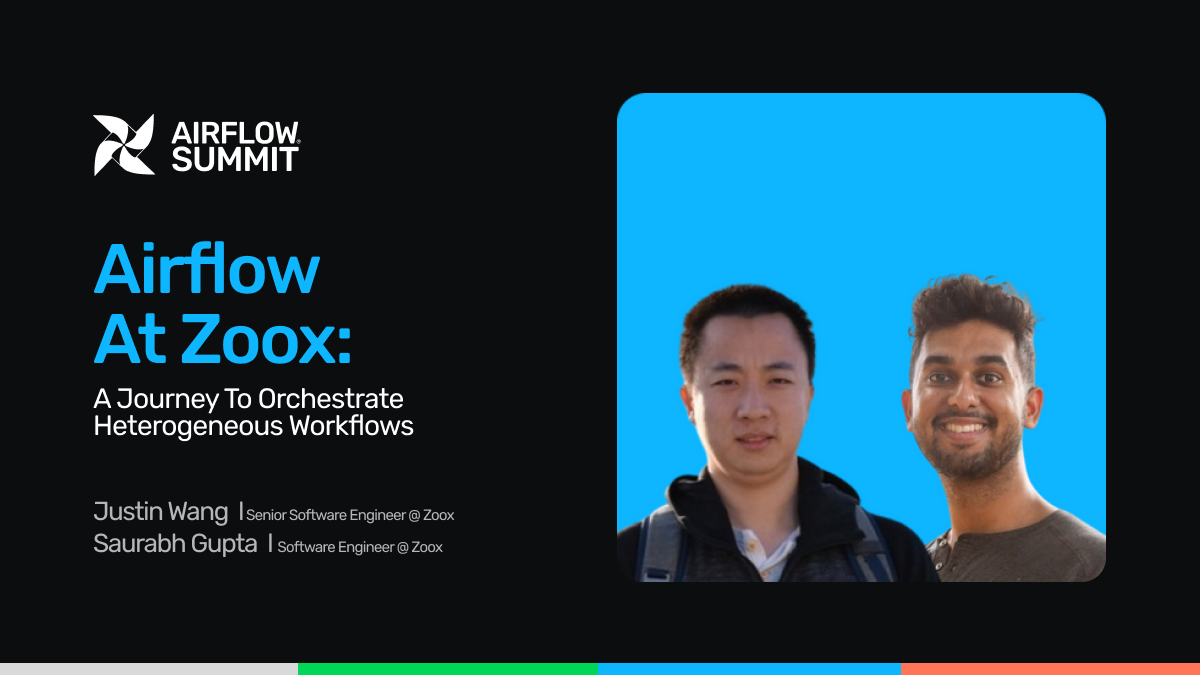 AIRFLOW®
SUMMIT
Airflow
At Zoox:
A Journey To Orchestrate
Heterogeneous Workflows
Justin Wang | Senior Software Engineer @ Zoox
Saurabh Gupta | Software Engineer @ Zoox